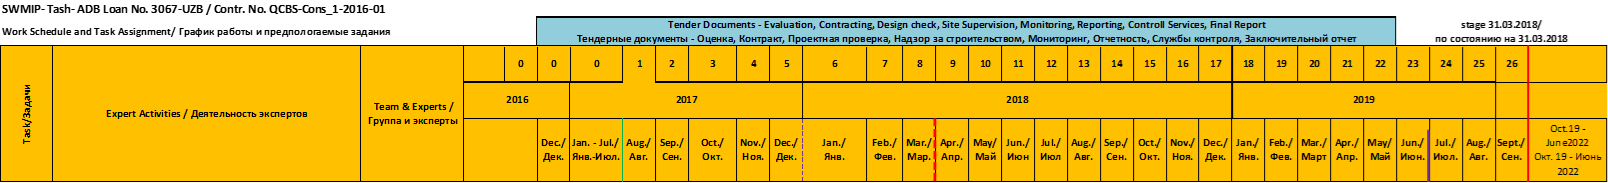 SWMIP- Tash- ADB Loan No. 3067-UZB / Contr. No. QCBS-Cons_1-2016-01
Work Schedule and Task Assignment/ График работы и предпологаемые задания
Tender Documents - Evaluation, Contracting, Design check, Site Supervision, Monitoring, Reporting, Controll Services, Final Report
Тендерные документы - Оценка, Контракт, Проектная проверка, Надзор за строительством, Мониторинг, Отчетность, Службы контроля, Заключительный отчет
stage 31.03.2018/
по состоянию на 31.03.2018
Task/Задачи
Expert Activities / Деятельность экспертов
Team & Experts /
Группа и эксперты
0 0 0 1 2 3 4 5 6 7 8 9 10 11 12 13 14 15 16 17 18 19 20 21 22 23 24 25 26
2016 2017 2018 2019
Dec./ Jan. - Jul./ Aug./ Sep./ Oct./ Nov./ Dec./ Jan./ Feb./ Mar./ Apr./ May/ Jun./ Jul./ Aug./ Sep./ Oct./ Nov./ Dec./ Jan./ Feb./ Mar./ Apr./ May/ Jun./ Jul./ Aug./ Sept./
Дек. Янв.-Июл. Авг. Сен. Окт. Ноя. Дек. Янв. Фев. Мар. Апр. Май Июн Июл Авг. Сен. Окт. Ноя. Дек. Янв. Фев. Март Апр. Май Июн. Июл. Авг. Сен.
Oct.19 -
June2022
Окт. 19 - Июнь
2022